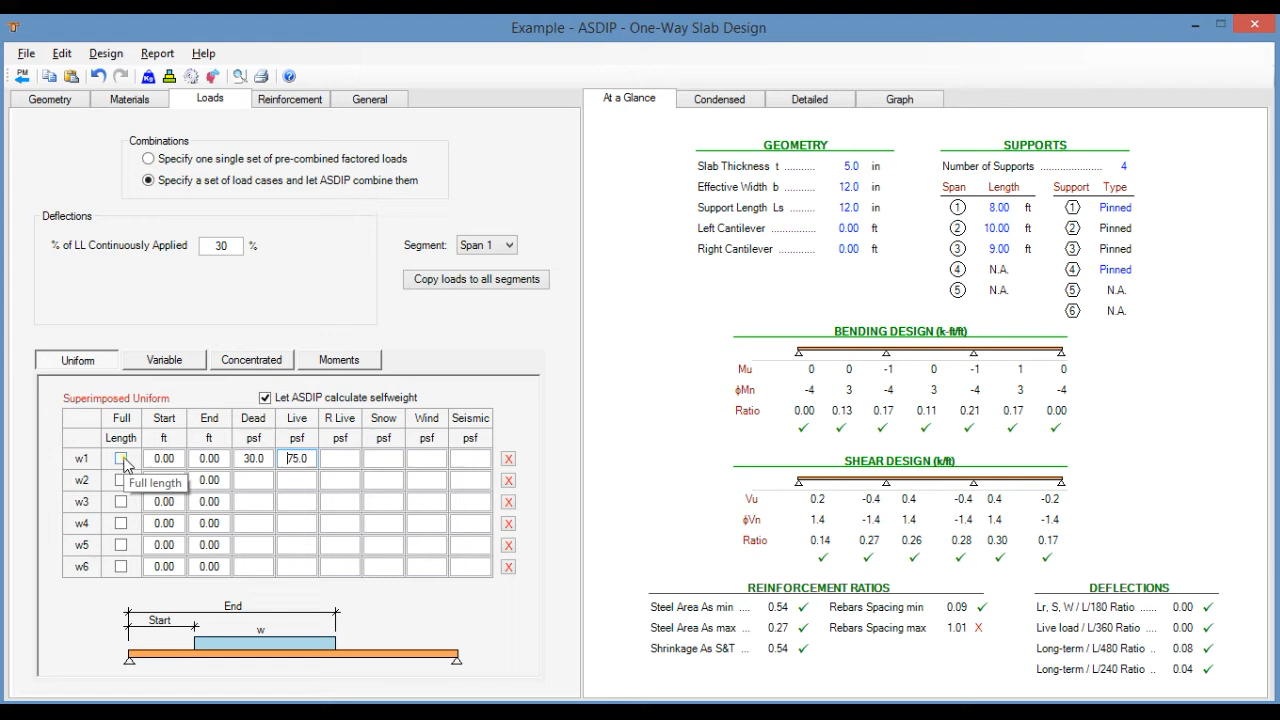 Example - ASDIP - One-Way Slab Design
File Edit Design Report Help
Geometry Materials Loads Reinforcement General
At a Glance Condensed Detailed Graph
Combinations
Specify one single set of pre-combined factored loads
Specify a set of load cases and let ASDIP combine them
Deflections
% of LL Continuously Applied 30 %
Segment: Span 1
Copy loads to all segments
Uniform Variable Concentrated Moments
Superimposed Uniform Let ASDIP calculate selfweight
Full Start End Dead Live R Live Snow Wind Seismic
Length ft ft psf psf psf psf psf psf
w1 0.00 0.00 30.0 75.0 X
w2 0.00 X
Full length
w3 0.00 0.00 X
w4 0.00 0.00 X
w5 0.00 0.00 X
w6 0.00 0.00 X
End
Start
w
GEOMETRY
Slab Thickness t .......... 5.0 in
Effective Width b .......... 12.0 in
Support Length Ls ........ 12.0 in
Left Cantilever .............. 0.00 ft
Right Cantilever ............ 0.00 ft
SUPPORTS
Number of Supports ...................... 4
Span Length Support Type
1 8.00 ft 1 Pinned
2 10.00 ft 2 Pinned
3 9.00 ft 3 Pinned
4 N.A. 4 Pinned
5 N.A. 5 N.A.
6 N.A.
BENDING DESIGN (k-ft/ft)
Mu 0 0 -1 0 -1 1 0
ϕMn -4 3 -4 3 -4 3 -4
Ratio 0.00 0.13 0.17 0.11 0.21 0.17 0.00
SHEAR DESIGN (k/ft)
Vu 0.2 -0.4 0.4 -0.4 0.4 -0.2
ϕVn 1.4 -1.4 1.4 -1.4 1.4 -1.4
Ratio 0.14 0.27 0.26 0.28 0.30 0.17
REINFORCEMENT RATIOS
Steel Area As min .... 0.54 Rebars Spacing min 0.09
Steel Area As max .... 0.27 Rebars Spacing max 1.01 X
Shrinkage As S&T .... 0.54
DEFLECTIONS
Lr, S, W / L/180 Ratio ...... 0.00
Live load / L/360 Ratio .... 0.00
Long-term / L/480 Ratio .. 0.08
Long-term / L/240 Ratio .. 0.04